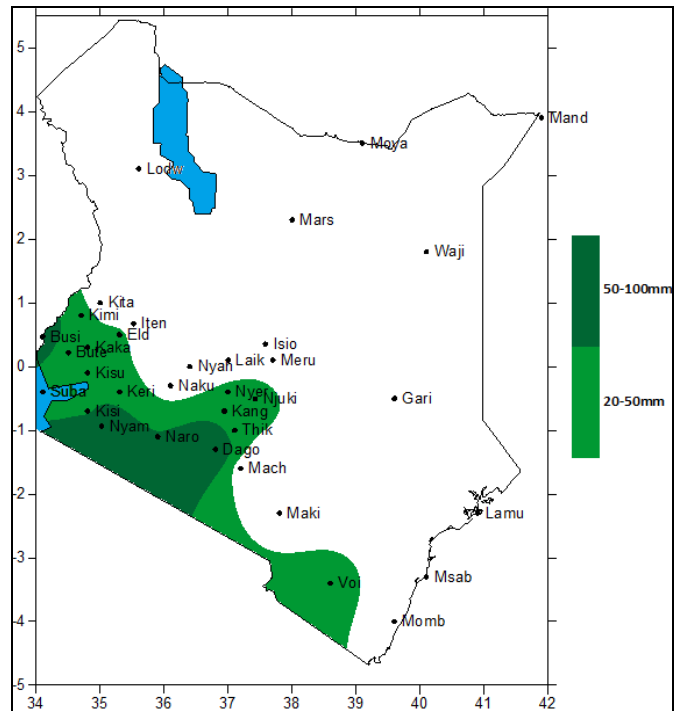 5
4
3
2
1
0
-1
-2
-3
-4
-5
34 35 36 37 38 39 40 41 42
Mand
Moya
Lodw
Mars
Waji
Kita
Kimi
Iten
Eld
Busi
Kaka
Bute
Isio
Nyah
Laik
Meru
Kisu
Naku
Suba
Keri
Nyer
Njuki
Gari
Kisi
Kang
Nyam
Thik
Naro
Dago
Mach
Maki
Lamu
Voi
Msab
Momb
50-100mm
20-50mm